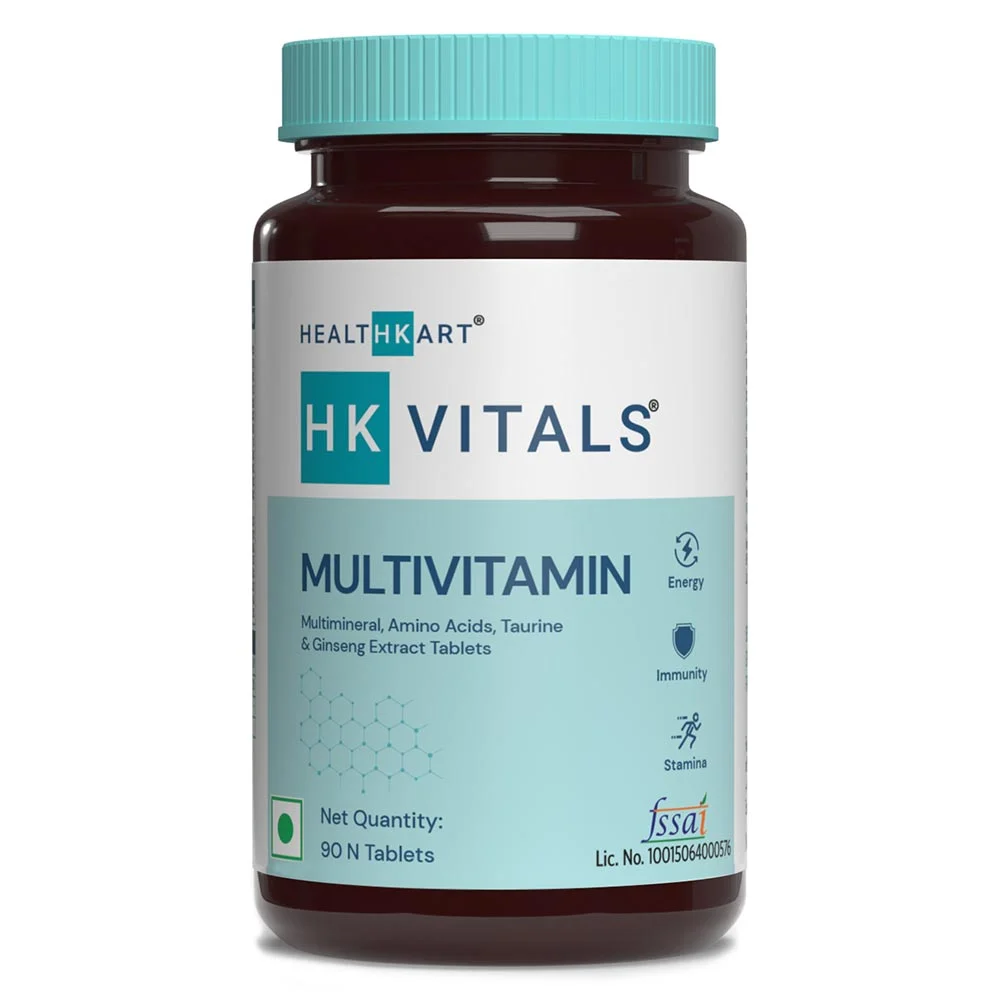 HEALTHKART®
HK VITALS®
MULTIVITAMIN
Multimineral, Amino Acids, Taurine
& Ginseng Extract Tablets
Energy
Immunity
Stamina
Net Quantity:
90 N Tablets
fssai
Lic. No. 10015064000576